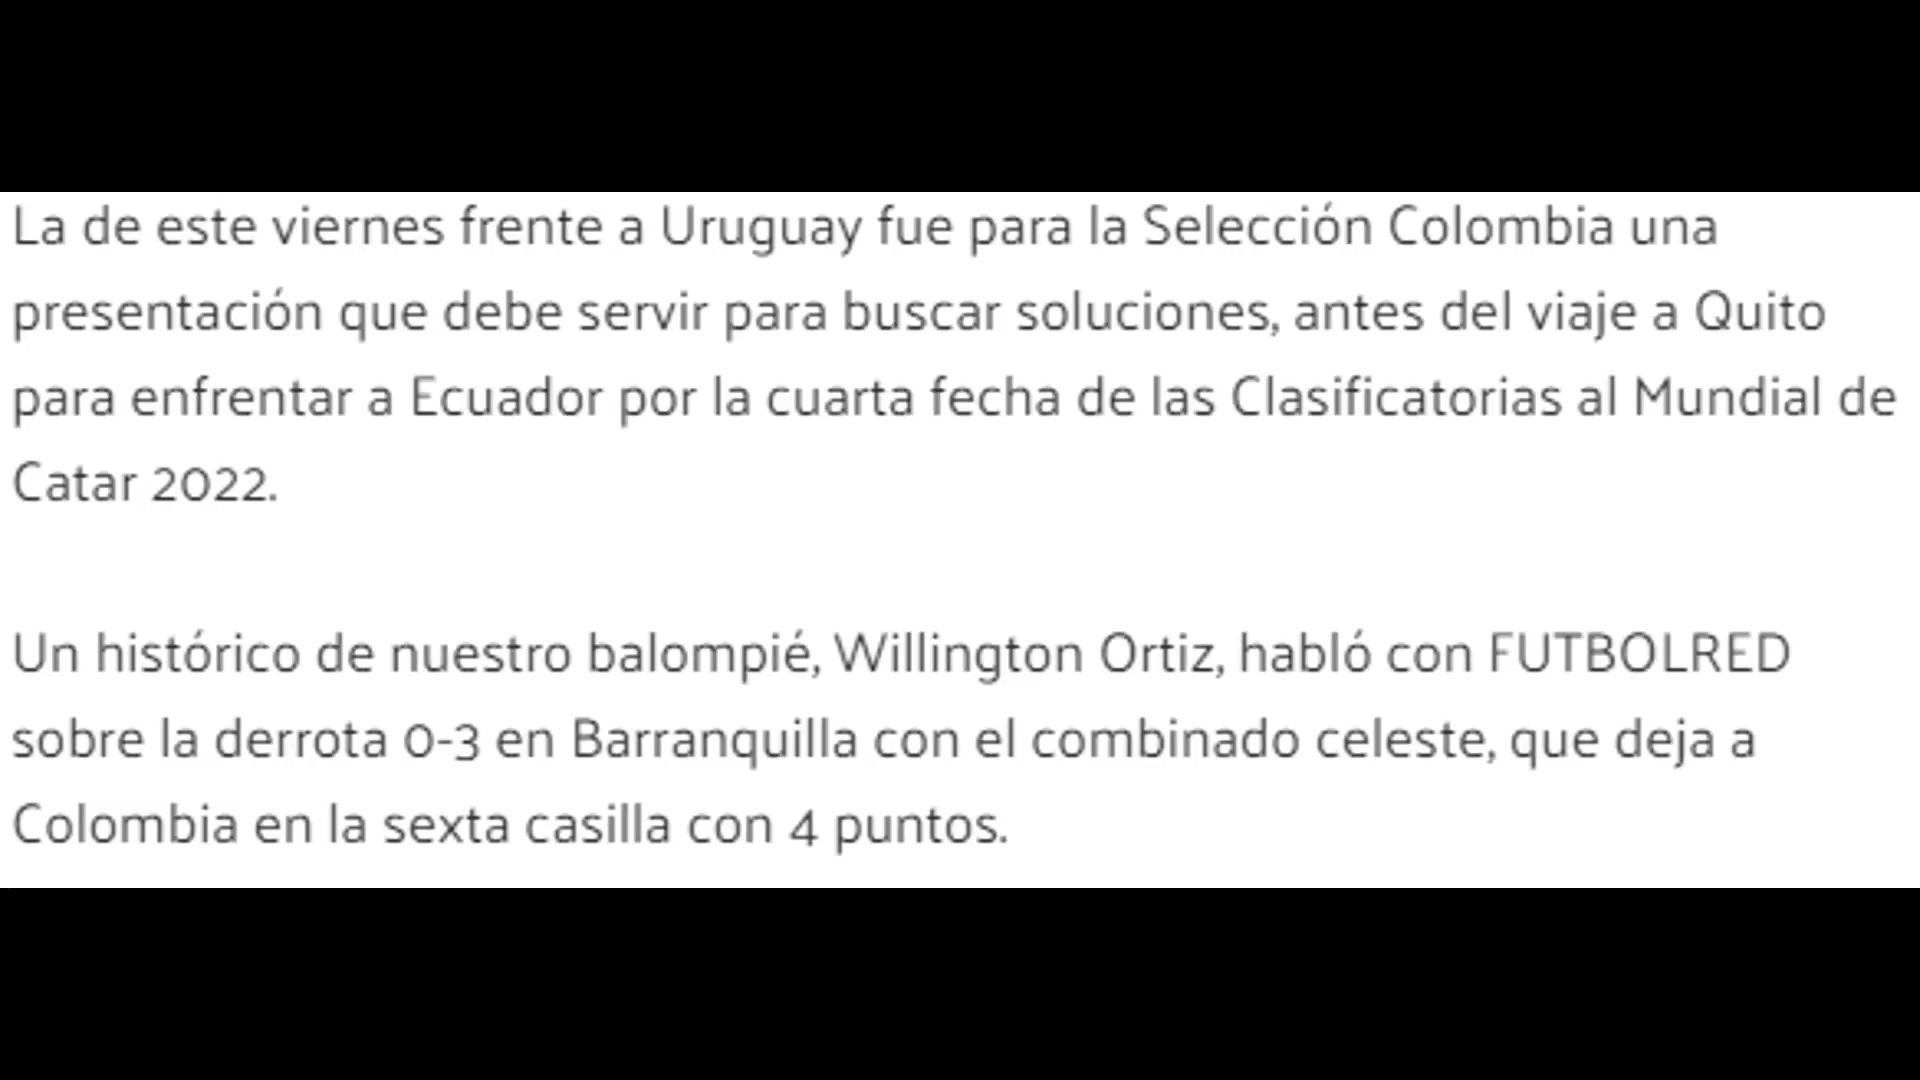 La de este viernes frente a Uruguay fue para la Selección Colombia una
presentación que debe servir para buscar soluciones, antes del viaje a Quito
para enfrentar a Ecuador por la cuarta fecha de las Clasificatorias al Mundial de
Catar 2022.
Un histórico de nuestro balompié, Willington Ortiz, habló con FUTBOLRED
sobre la derrota 0-3 en Barranquilla con el combinado celeste, que deja a
Colombia en la sexta casilla con 4 puntos.